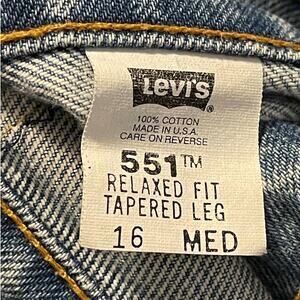 Levi's
®
100% COTTON
MADE IN U.S.A.
CARE ON REVERSE
551™
RELAXED FIT
TAPERED LEG
16 MED